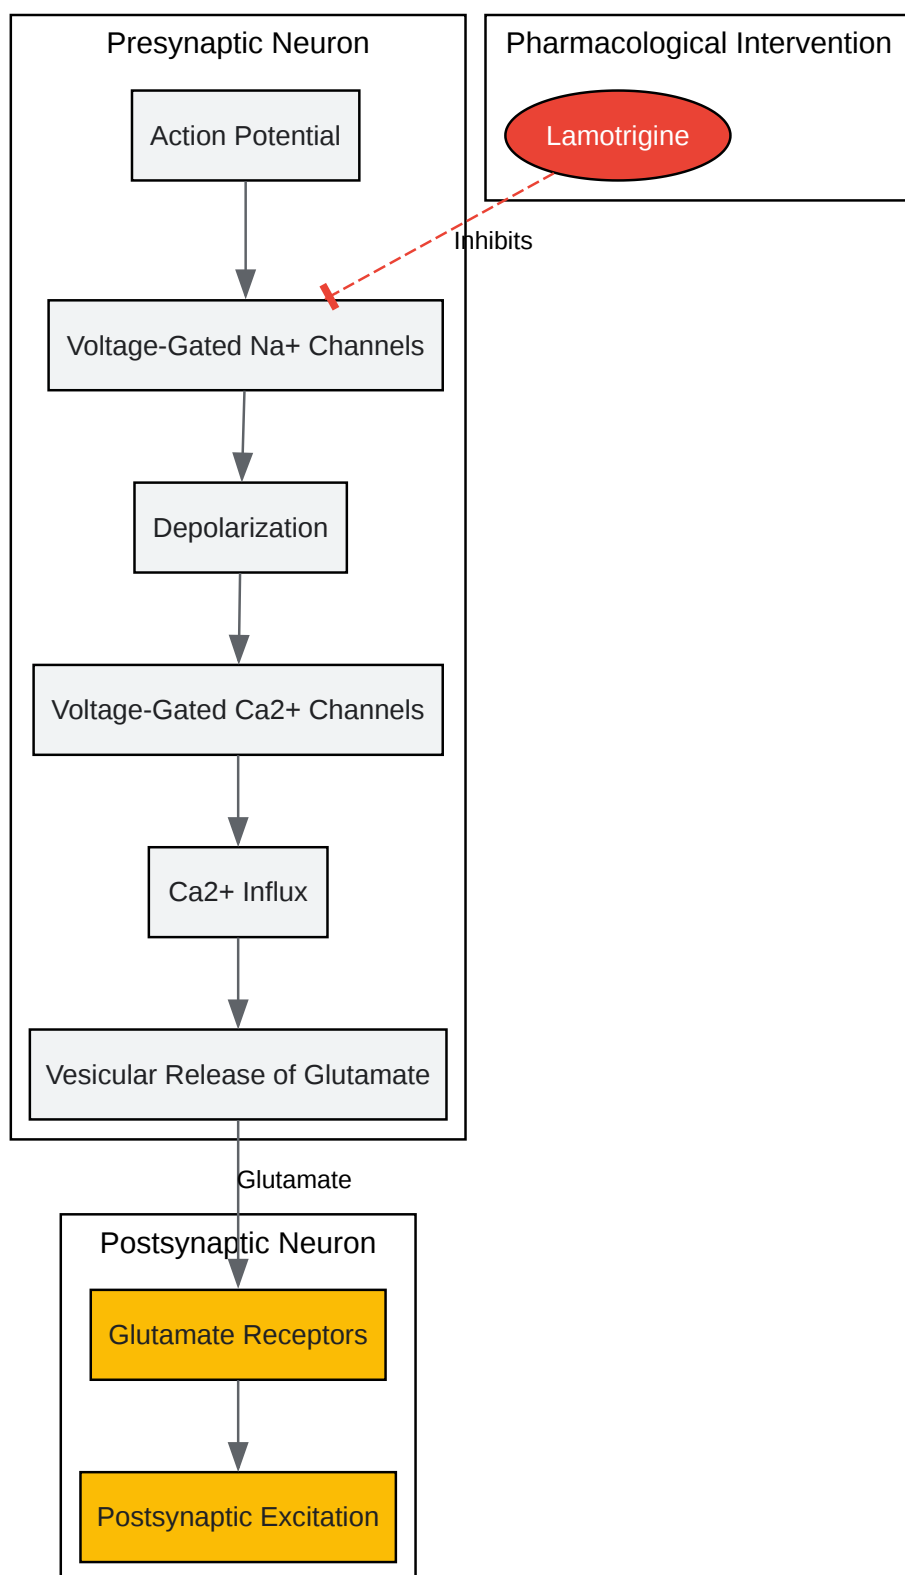 Presynaptic Neuron
Pharmacological Intervention
Action Potential
Lamotrigine
Inhibits
Voltage-Gated Na+ Channels
Depolarization
Voltage-Gated Ca2+ Channels
Ca2+ Influx
Vesicular Release of Glutamate
Glutamate
Postsynaptic Neuron
Glutamate Receptors
Postsynaptic Excitation